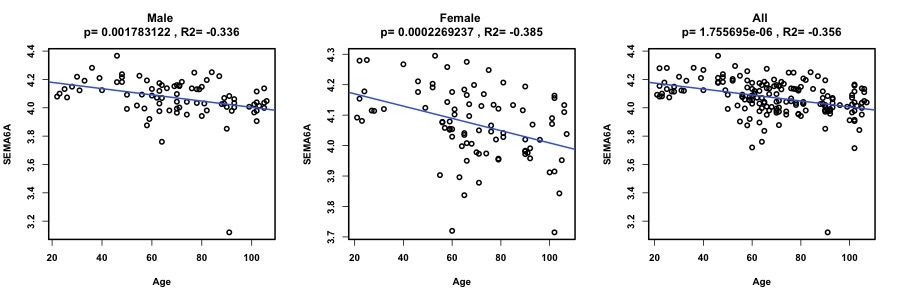 Male
p= 0.001783122 , R2= -0.336
4.4
4.2
4.0
3.8
3.6
3.4
3.2
SEMA6A
20 40 60 80 100
Age
Female
p= 0.0002269237 , R2= -0.385
4.3
4.2
4.1
4.0
3.9
3.8
3.7
SEMA6A
20 40 60 80 100
Age
All
p= 1.755695e-06 , R2= -0.356
4.4
4.2
4.0
3.8
3.6
3.4
3.2
SEMA6A
20 40 60 80 100
Age